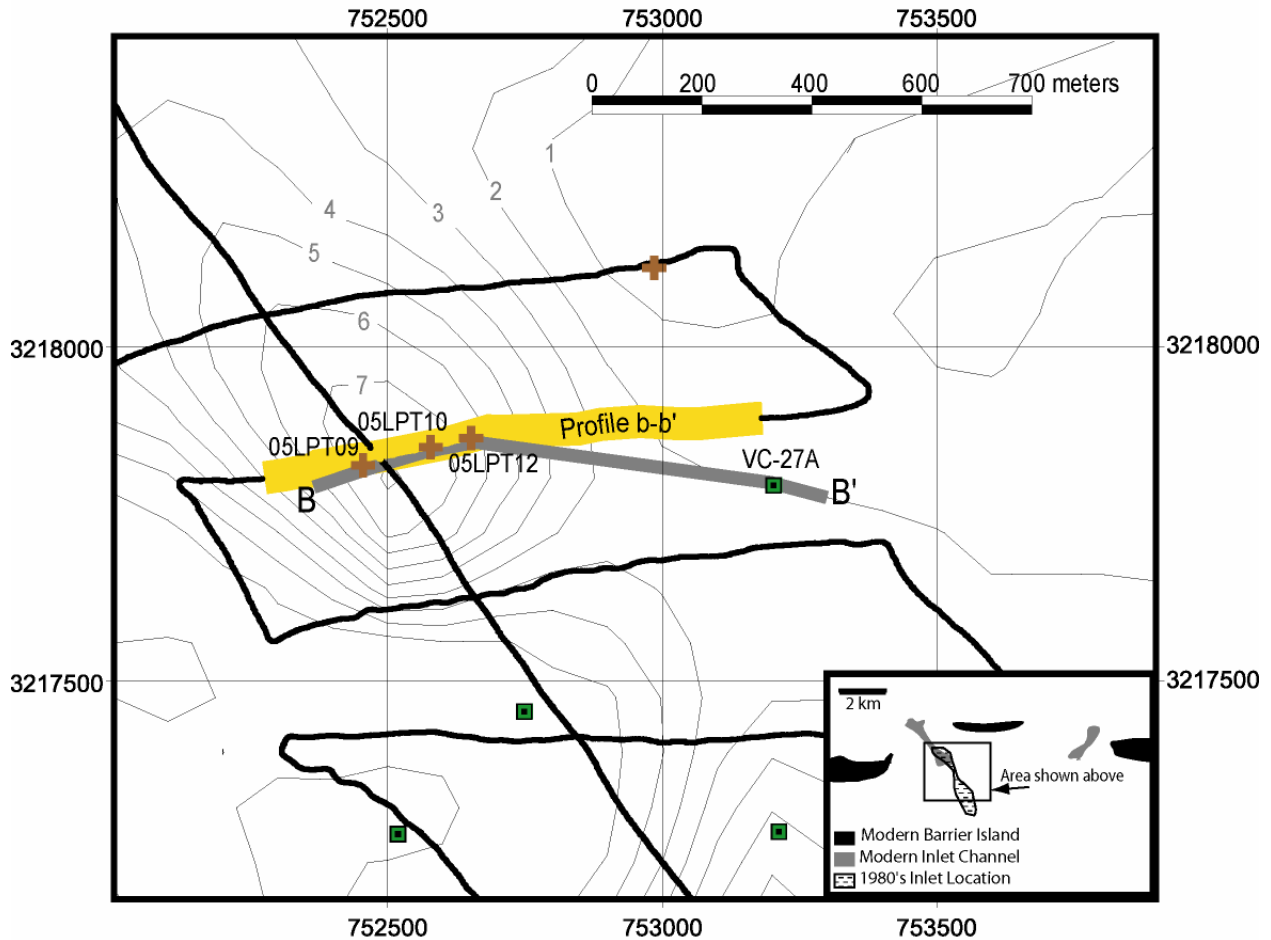 752500 753000 753500
0 200 400 600 700 meters
1
2
4 3
5
3218000 6 3218000
7
05LPT10 Profile b-b'
05LPT09
05LPT12 VC-27A
B B'
3217500 3217500
2 km
Area shown above
Modern Barrier Island
Modern Inlet Channel
1980's Inlet Location
752500 753000 753500